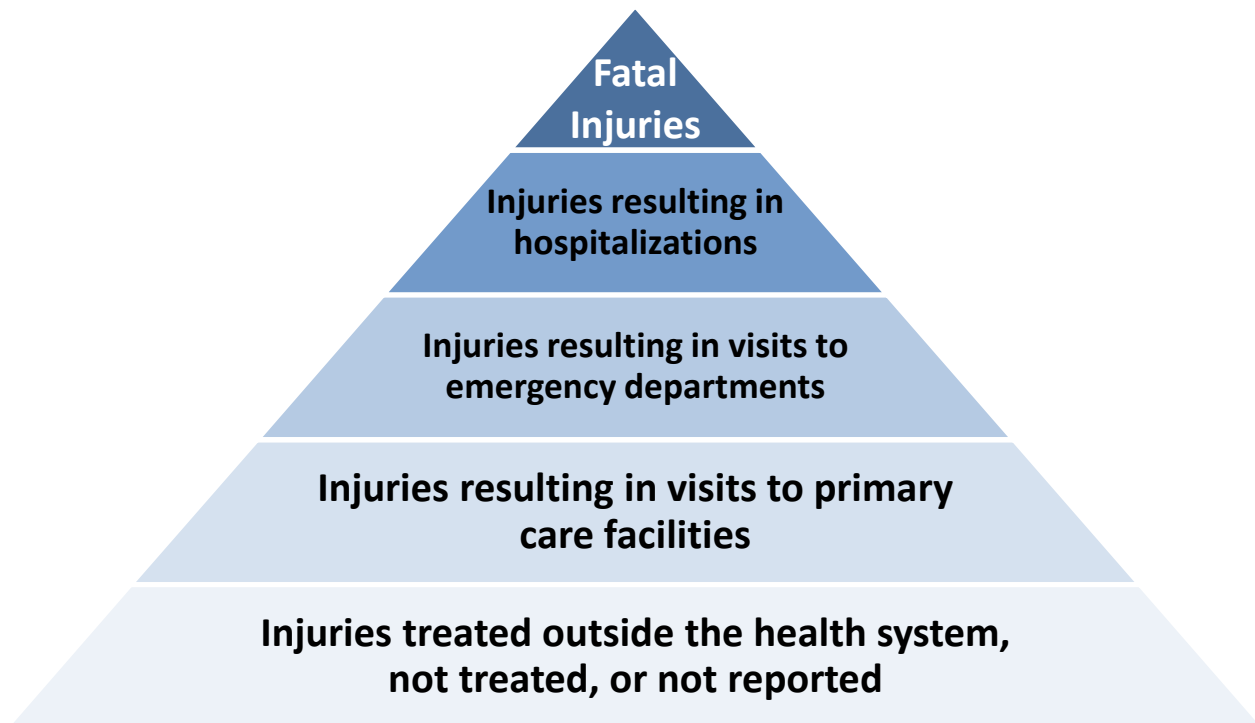 Fatal
Injuries
Injuries resulting in
hospitalizations
Injuries resulting in visits to
emergency departments
Injuries resulting in visits to primary
care facilities
Injuries treated outside the health system,
not treated, or not reported